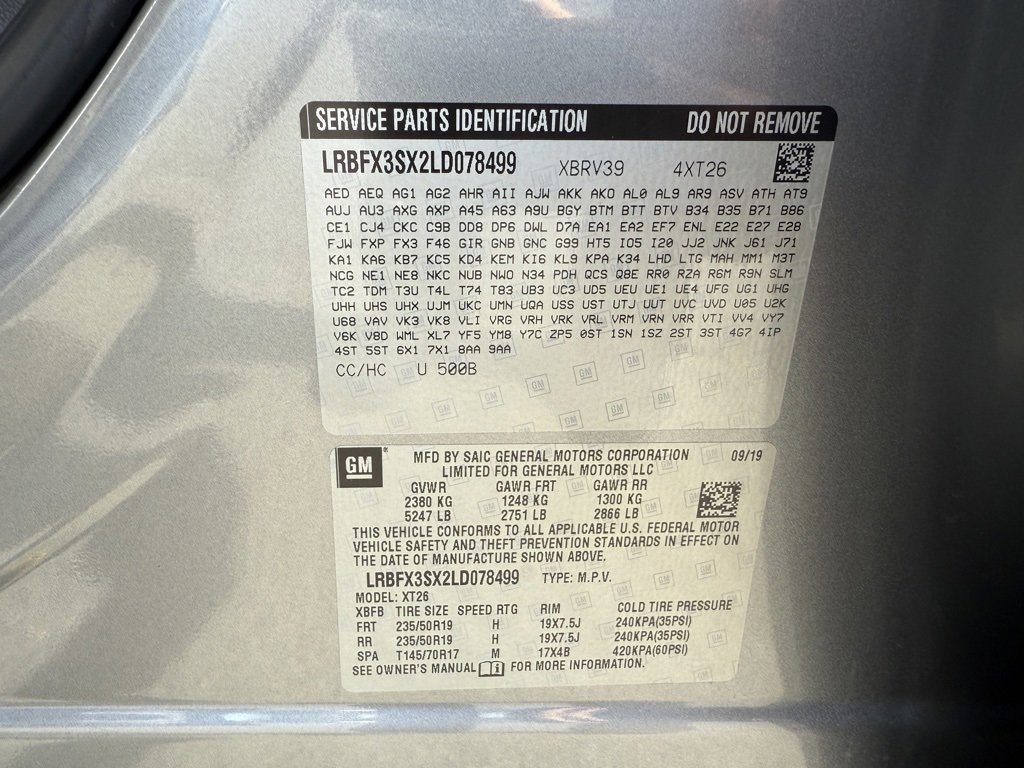 SERVICE PARTS IDENTIFICATION DO NOT REMOVE
LRBFX3SX2LD078499 XBRV39 4XT26
AED AEQ AG1 AG2 AHR AII AJW AKK AKO AL0 AL9 AR9 ASV ATH AT9
AUJ AU3 AXG AXP A45 A63 A9U BGY BTM BTT BTV B34 B35 B71 B86
CE1 CJ4 CKC C9B DD8 DP6 DWL D7A EA1 EA2 EF7 ENL E22 E27 E28
FJW FXP FX3 F46 GIR GNB GNC G99 HT5 IO5 I20 JJ2 JNK J61 J71
KA1 KA6 KB7 KC5 KD4 KEM KI6 KL9 KPA K34 LHD LTG MAH MM1 M3T
NCG NE1 NE8 NKC NUB NWO N34 PDH QCS Q8E RR0 RZA R6M R9N SLM
TC2 TDM T3U T4L T74 T83 UB3 UC3 UD5 UEU UE1 UE4 UFG UG1 UHG
UHH UHS UHX UJM UKC UMN UQA USS UST UTJ UUT UVC UVD U05 U2K
U68 VAV VK3 VK8 VLI VRG VRH VRK VRL VRM VRN VRR VTI VV4 VY7
V6K V8D WML XL7 YF5 YM8 Y7C ZP5 0ST 1SN 1SZ 2ST 3ST 4G7 4IP
4ST 5ST 6X1 7X1 8AA 9AA
CC/HC U 500B
GM MFD BY SAIC GENERAL MOTORS CORPORATION 09/19
LIMITED FOR GENERAL MOTORS LLC
GVWR GAWR FRT GAWR RR
2380 KG 1248 KG 1300 KG
5247 LB 2751 LB 2866 LB
THIS VEHICLE CONFORMS TO ALL APPLICABLE U.S. FEDERAL MOTOR
VEHICLE SAFETY AND THEFT PREVENTION STANDARDS IN EFFECT ON
THE DATE OF MANUFACTURE SHOWN ABOVE.
LRBFX3SX2LD078499 TYPE: M.P.V.
MODEL: XT26
XBFB TIRE SIZE SPEED RTG RIM COLD TIRE PRESSURE
FRT 235/50R19 H 19X7.5J 240KPA(35PSI)
RR 235/50R19 H 19X7.5J 240KPA(35PSI)
SPA T145/70R17 M 17X4B 420KPA(60PSI)
SEE OWNER'S MANUAL FOR MORE INFORMATION.